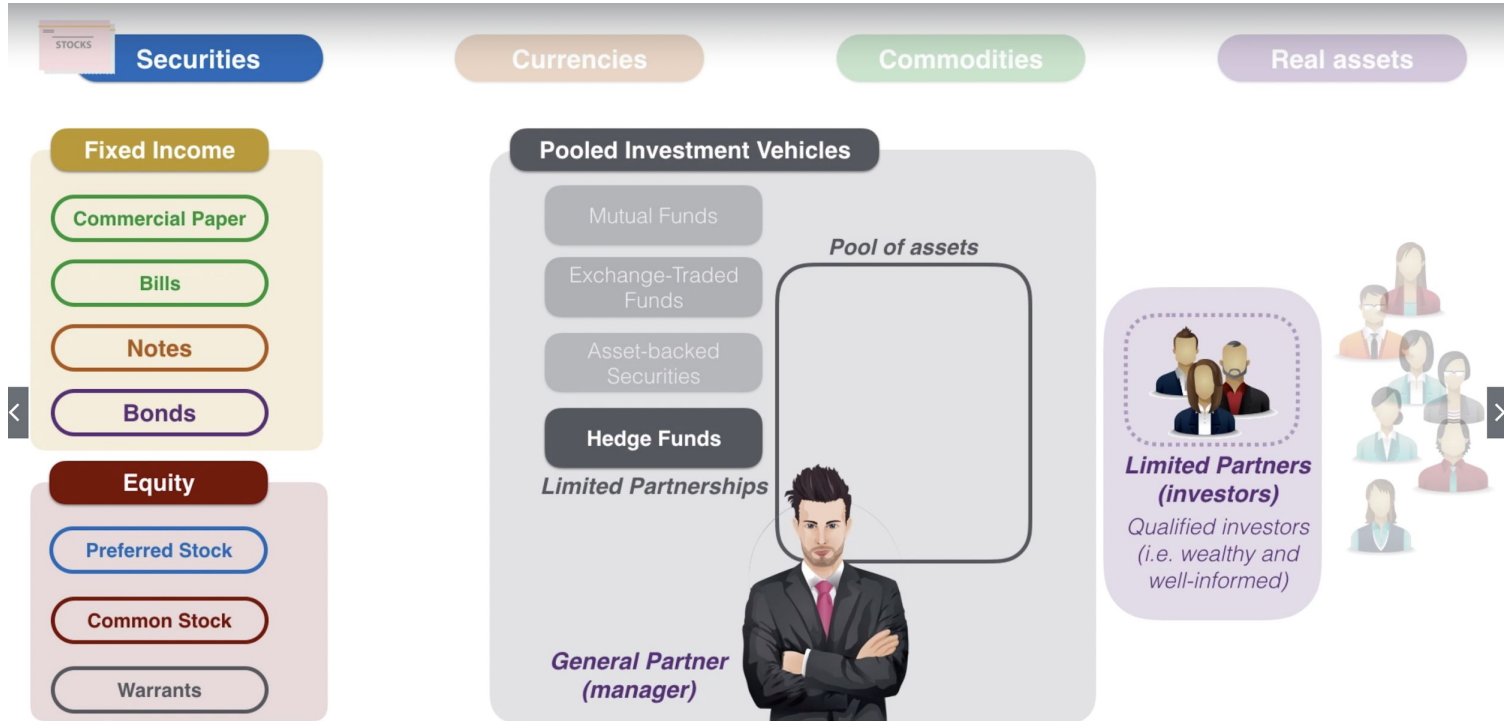 STOCKS
Securities
Currencies
Commodities
Real assets
Fixed Income
Commercial Paper
Bills
Notes
Bonds
Equity
Preferred Stock
Common Stock
Warrants
Pooled Investment Vehicles
Mutual Funds
Exchange-Traded
Funds
Asset-backed
Securities
Hedge Funds
Limited Partnerships
Pool of assets
General Partner
(manager)
Limited Partners
(investors)
Qualified investors
(i.e. wealthy and
well-informed)